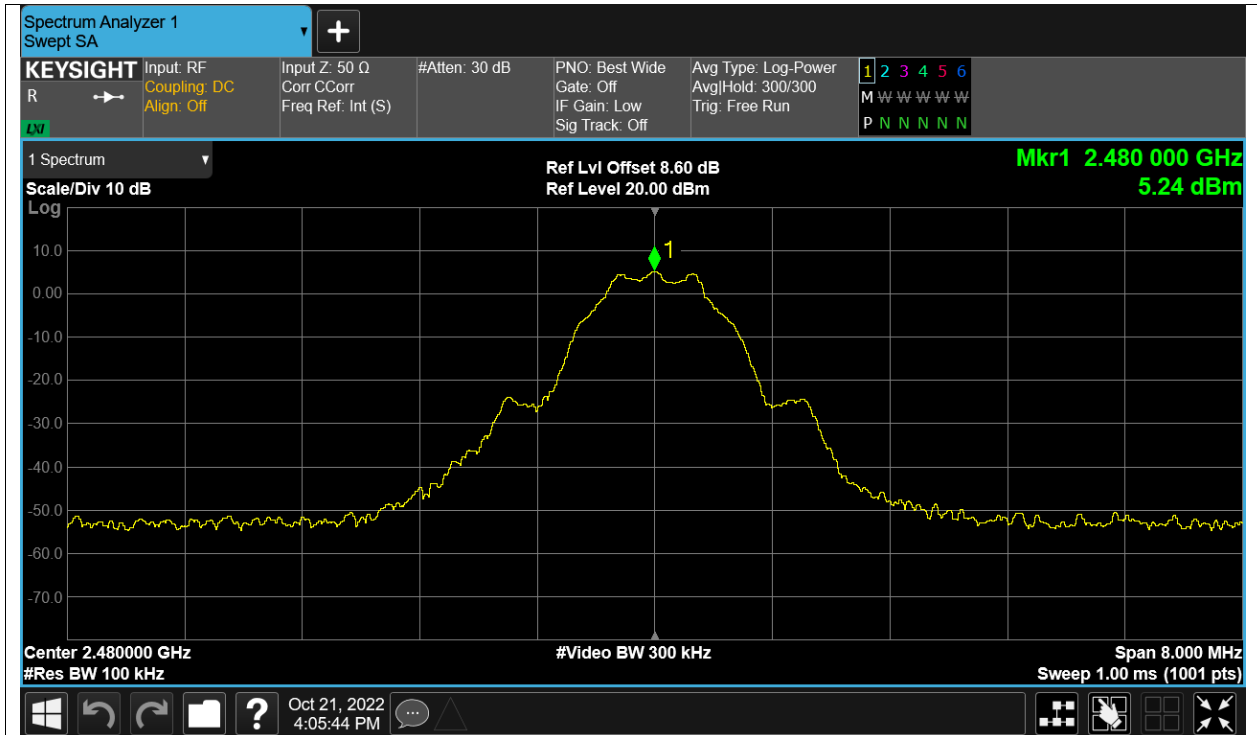 Spectrum Analyzer 1
Swept SA
KEYSIGHT
R
LXI
Input: RF
Coupling: DC
Align: Off
Input Z: 50 Ω
Corr CCorr
Freq Ref: Int (S)
#Atten: 30 dB
PNO: Best Wide
Gate: Off
IF Gain: Low
Sig Track: Off
Avg Type: Log-Power
Avg|Hold: 300/300
Trig: Free Run
1 2 3 4 5 6
M W W W W W
P N N N N N
1 Spectrum
Scale/Div 10 dB
Log
Ref Lvl Offset 8.60 dB
Ref Level 20.00 dBm
Mkr1 2.480 000 GHz
5.24 dBm
1
10.0
0.00
-10.0
-20.0
-30.0
-40.0
-50.0
-60.0
-70.0
Center 2.480000 GHz
#Video BW 300 kHz
Span 8.000 MHz
#Res BW 100 kHz
Sweep 1.00 ms (1001 pts)
?
Oct 21, 2022
4:05:44 PM